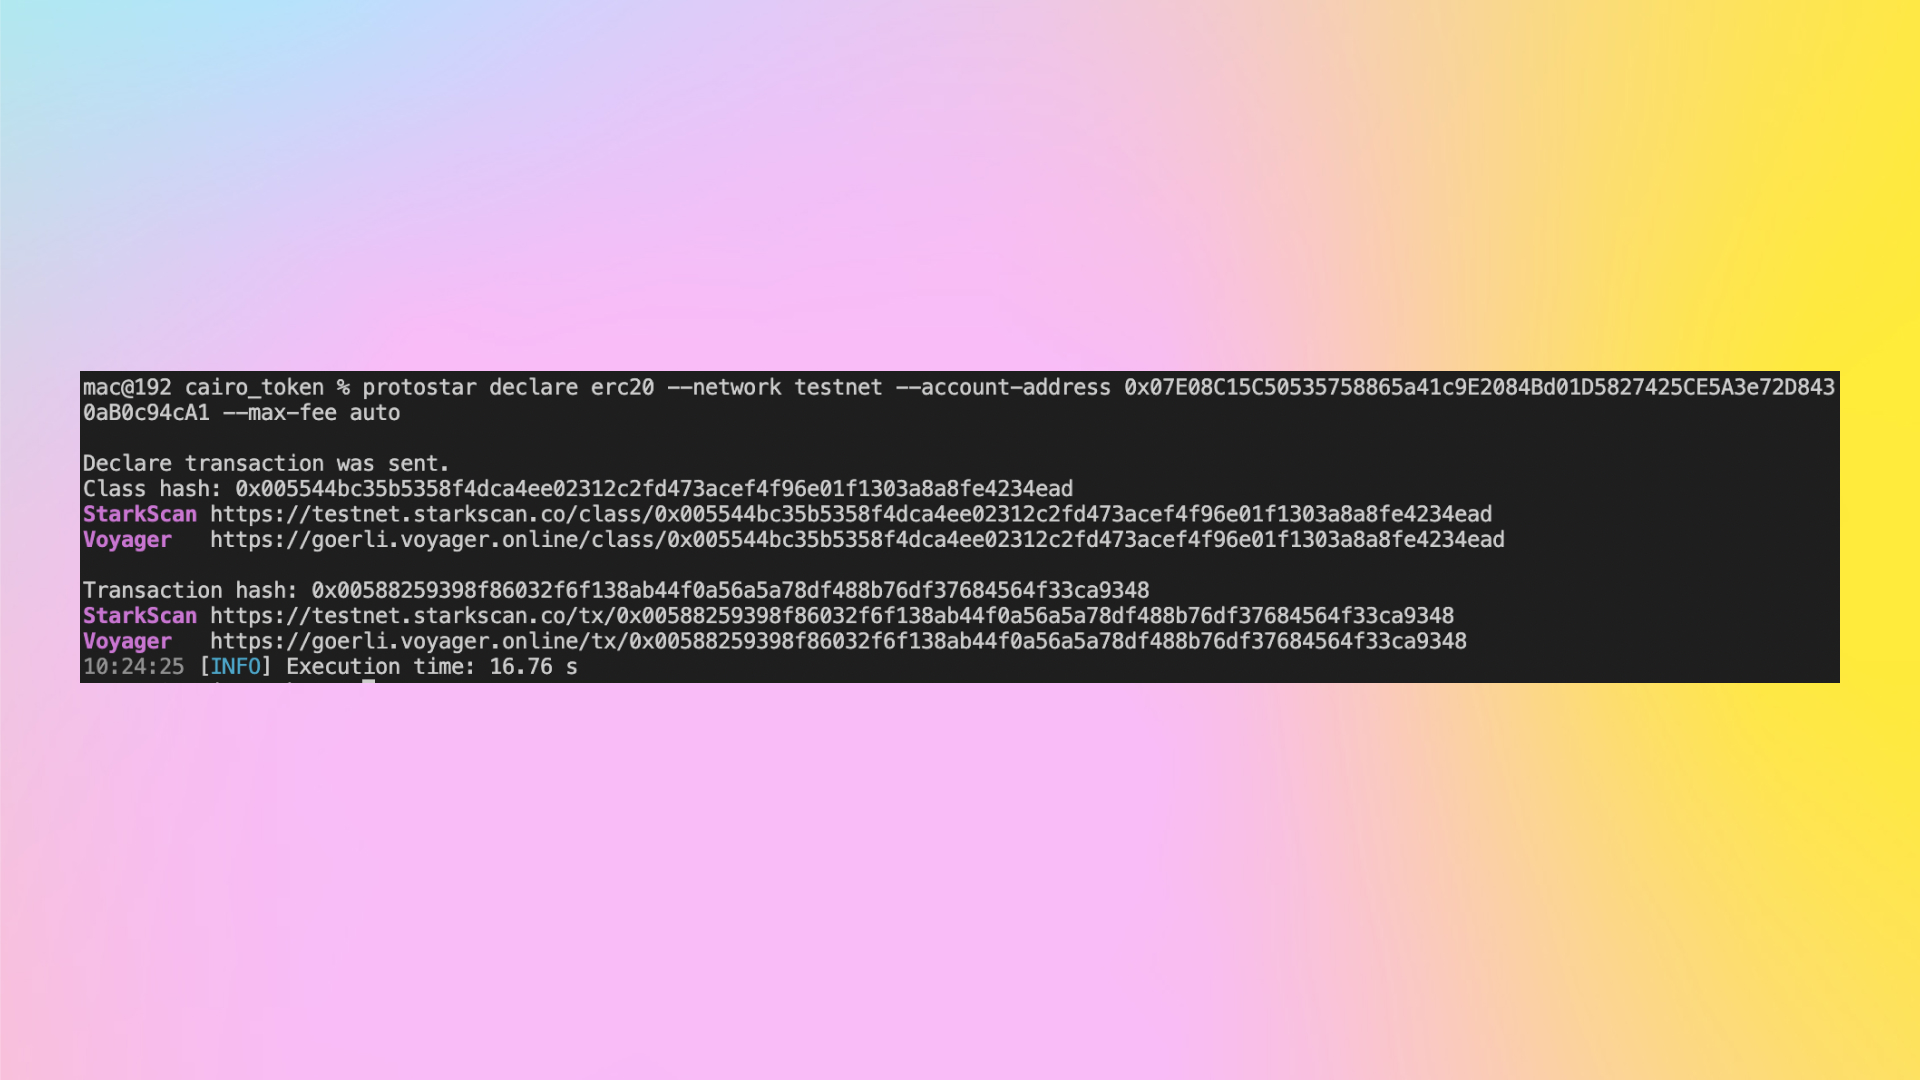 mac@192 cairo_token % protostar declare erc20 --network testnet --account-address 0x07E08C15C50535758865a41c9E2084Bd01D5827425CE5A3e72D843
0aB0c94cA1 --max-fee auto
Declare transaction was sent.
Class hash: 0x005544bc35b5358f4dca4ee02312c2fd473acef4f96e01f1303a8a8fe4234ead
StarkScan https://testnet.starkscan.co/class/0x005544bc35b5358f4dca4ee02312c2fd473acef4f96e01f1303a8a8fe4234ead
Voyager https://goerli.voyager.online/class/0x005544bc35b5358f4dca4ee02312c2fd473acef4f96e01f1303a8a8fe4234ead
Transaction hash: 0x00588259398f86032f6f138ab44f0a56a5a78df488b76df37684564f33ca9348
StarkScan https://testnet.starkscan.co/tx/0x00588259398f86032f6f138ab44f0a56a5a78df488b76df37684564f33ca9348
Voyager https://goerli.voyager.online/tx/0x00588259398f86032f6f138ab44f0a56a5a78df488b76df37684564f33ca9348
10:24:25 [INFO] Execution time: 16.76 s